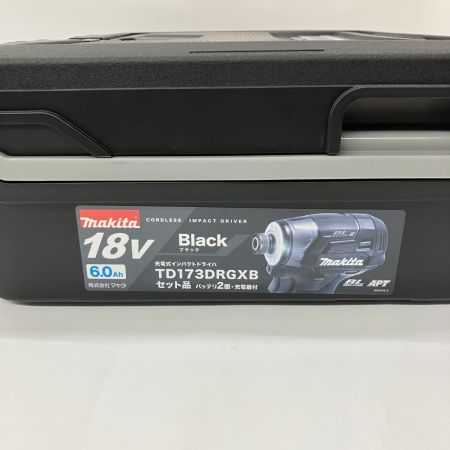 makita CORDLESS IMPACT DRIVER
18V
6.0Ah
株式会社マキタ
Black
ブラック
充電式インパクトドライバ
TD173DRGXB
セット品 バッテリ2個・充電器付
makita
BL
APT